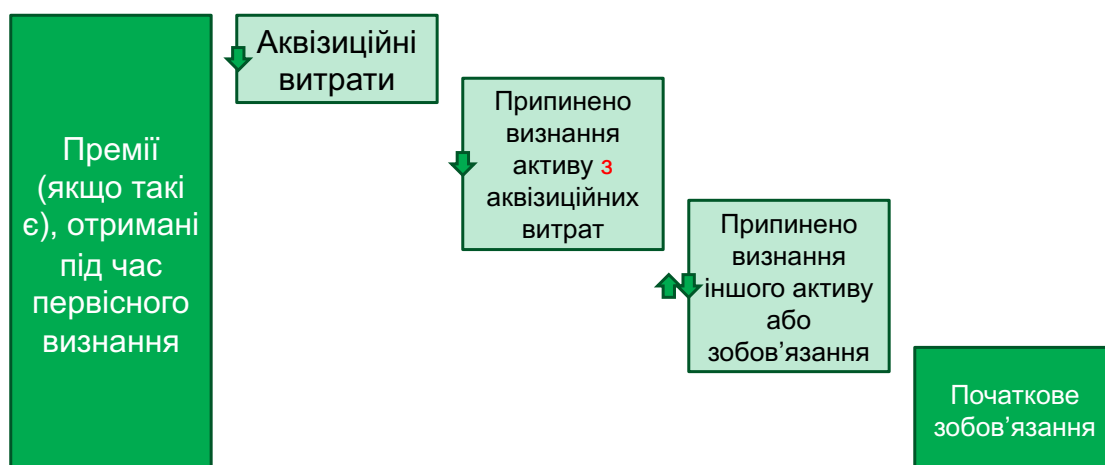 Премії
(якщо такі
є), отримані
під час
первісного
визнання
Аквізиційні
витрати
Припинено
визнання
активу з
аквізиційних
витрат
Припинено
визнання
іншого активу
або
зобов’язання
Початкове
зобов’язання